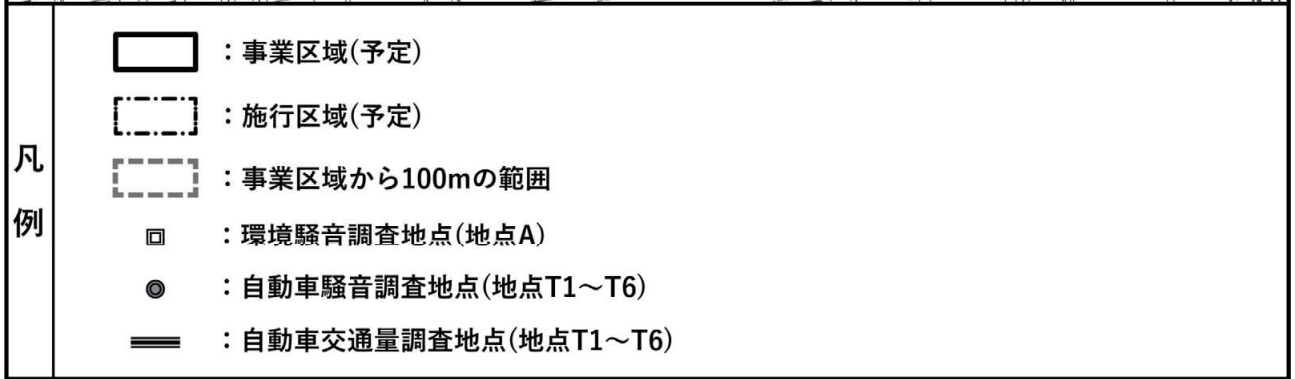 凡例
：事業区域(予定)
：施行区域(予定)
：事業区域から100mの範囲
：環境騒音調査地点(地点A)
：自動車騒音調査地点(地点T1～T6)
：自動車交通量調査地点(地点T1～T6)